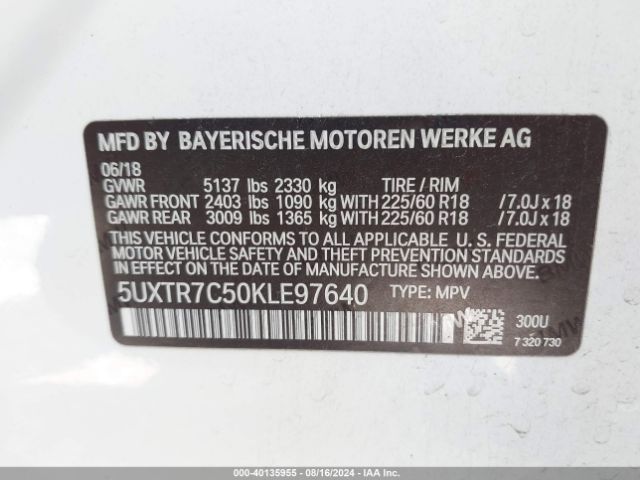 MFD BY BAYERISCHE MOTOREN WERKE AG
06/18
GVWR 5137 lbs 2330 kg TIRE / RIM
GAWR FRONT 2403 lbs 1090 kg WITH 225/60 R18 /7.0J x 18
GAWR REAR 3009 lbs 1365 kg WITH 225/60 R18 /7.0J x 18
THIS VEHICLE CONFORMS TO ALL APPLICABLE U. S. FEDERAL
MOTOR VEHICLE SAFETY AND THEFT PREVENTION
STANDARDS IN EFFECT ON THE DATE OF MANUFACTURE SHOWN ABOVE.
5UXTR7C50KLE97640 TYPE: MPV
300U
7 320 730
000-40135955 - 08/16/2024 - IAA Inc.